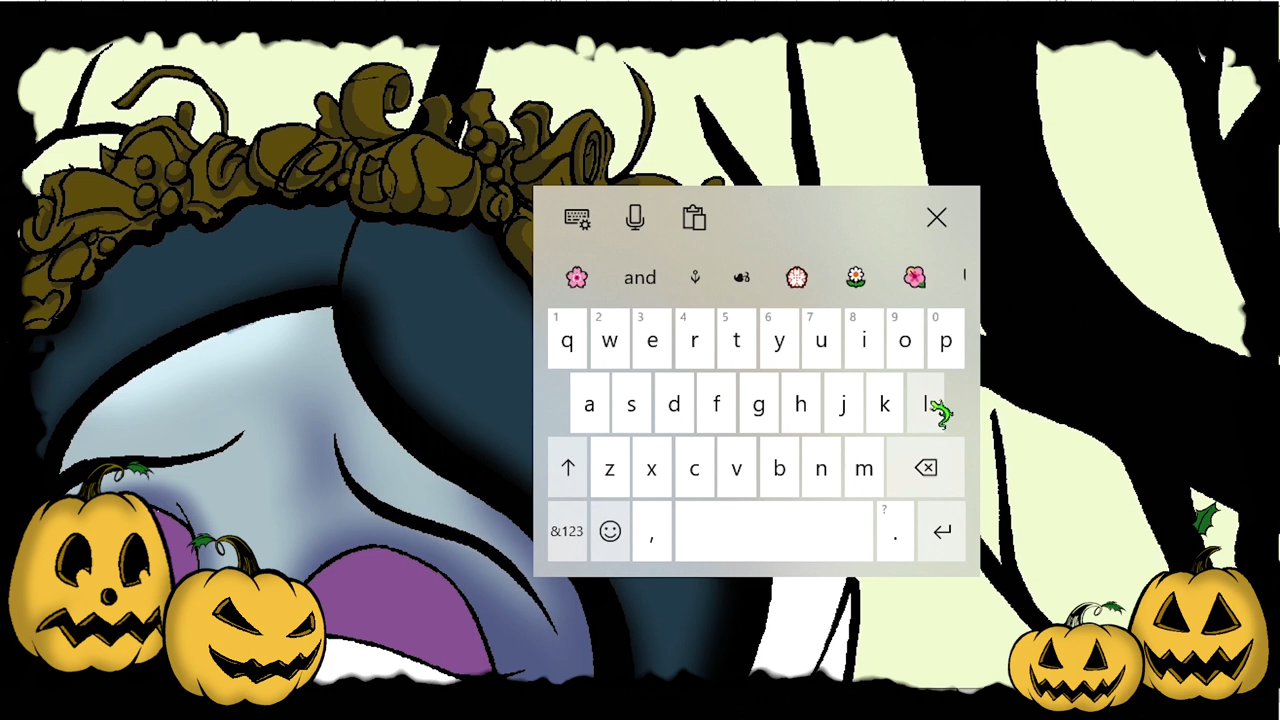 and
1 2 3 4 5 6 7 8 9 0
q w e r t y u i o p
a s d f g h j k l
z x c v b n m
&123 , ? .